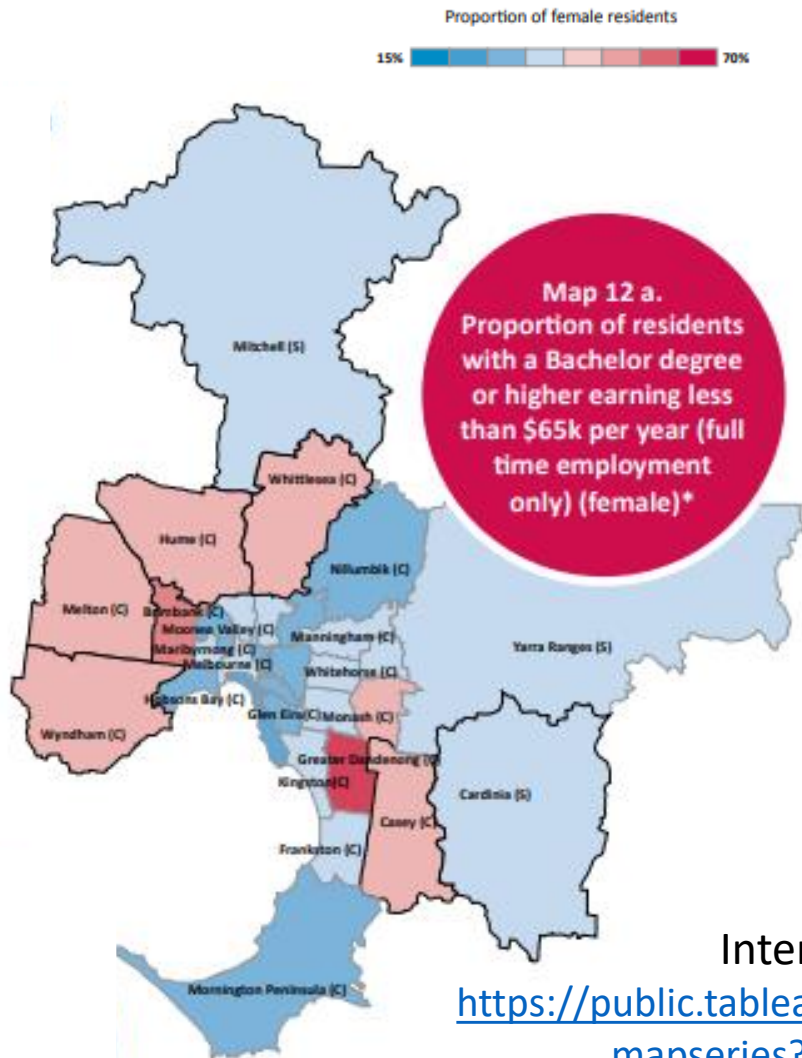 Proportion of female residents
15%
70%
Map 12 a.
Proportion of residents
with a Bachelor degree
or higher earning less
than $65k per year (full
time employment
only) (female)*
Mitchell (S)
Whittlesea (C)
Hume (C)
Nillumbik (C)
Melton (C)
Brimbank (C)
Moonee Valley (C)
Manningham (C)
Yarra Ranges (S)
Maribyrnong (C)
Melbourne (C)
Whitehorse (C)
Hobsons Bay (C)
Glen Eira(C)
Monash (C)
Wyndham (C)
Greater Dandenong (C)
Kingston(C)
Cardinia (S)
Casey (C)
Frankston (C)
Mornington Peninsula (C)
Inter
https://public.tablea
mapseries?